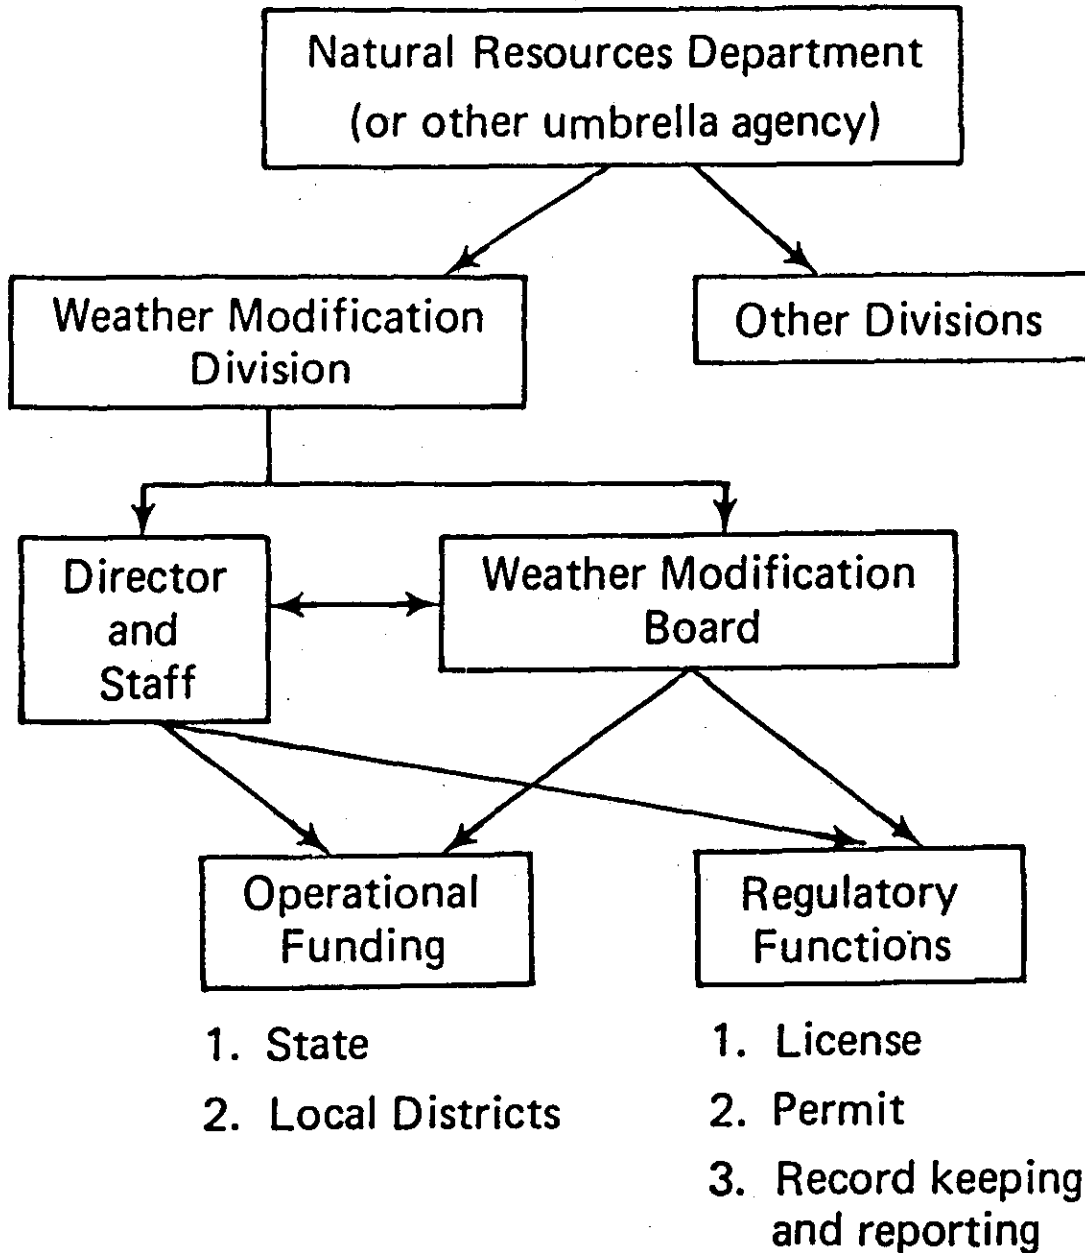 Natural Resources Department
(or other umbrella agency)
Weather Modification
Division
Other Divisions
Director
and
Staff
Weather Modification
Board
Operational
Funding
1. State
2. Local Districts
Regulatory
Functions
1. License
2. Permit
3. Record keeping
and reporting